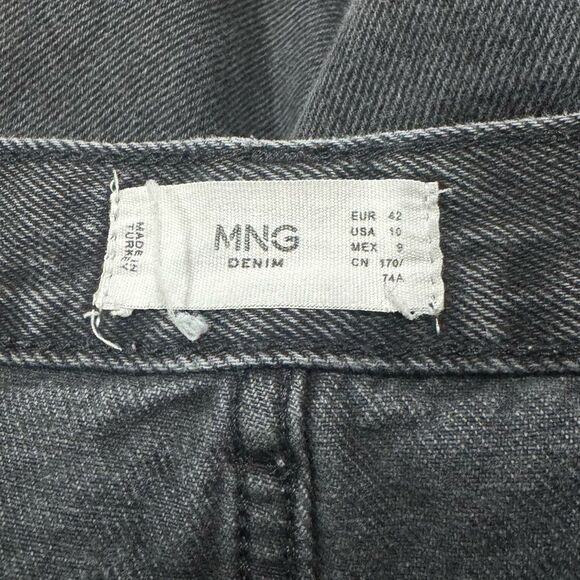 MADE IN
TURKEY
MNG
DENIM
EUR 42
USA 10
MEX 9
CN 170/
74A